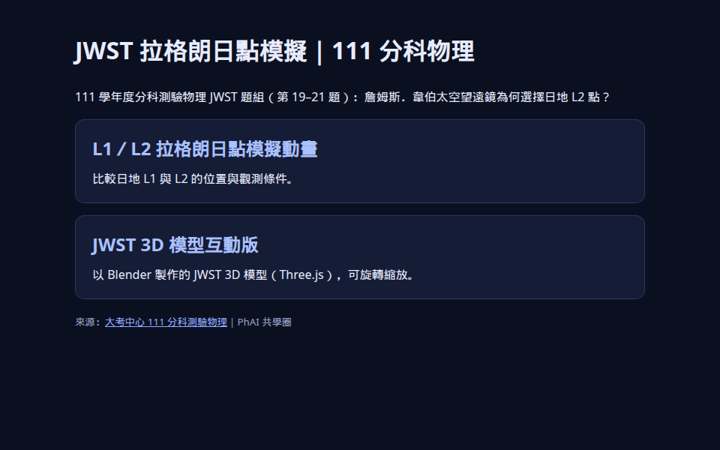 JWST 拉格朗日點模擬｜111 分科物理
111 學年度分科測驗物理 JWST 題組（第 19–21 題）：詹姆斯．韋伯太空望遠鏡為何選擇日地 L2 點？
L1 / L2 拉格朗日點模擬動畫
比較日地 L1 與 L2 的位置與觀測條件。
JWST 3D 模型互動版
以 Blender 製作的 JWST 3D 模型（Three.js），可旋轉縮放。
來源：大考中心 111 分科測驗物理｜PhAI 共學圈